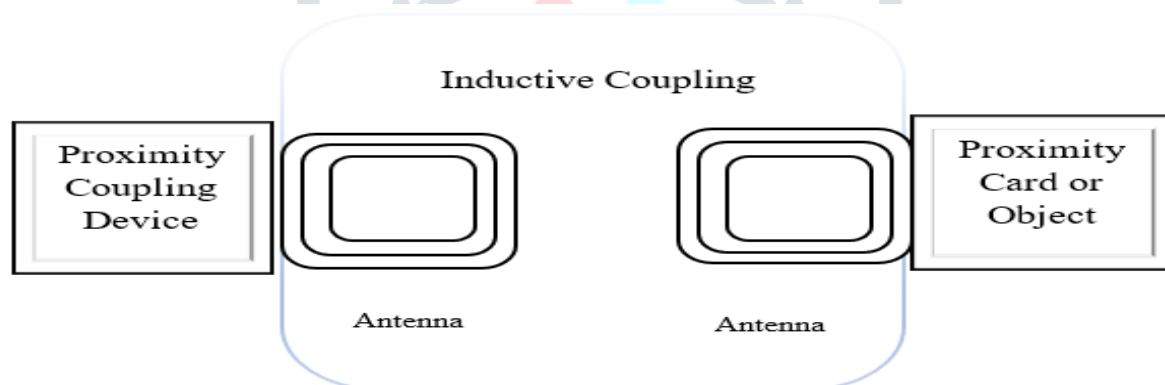 Inductive Coupling
Proximity
Coupling
Device
Proximity
Card or
Object
Antenna
Antenna